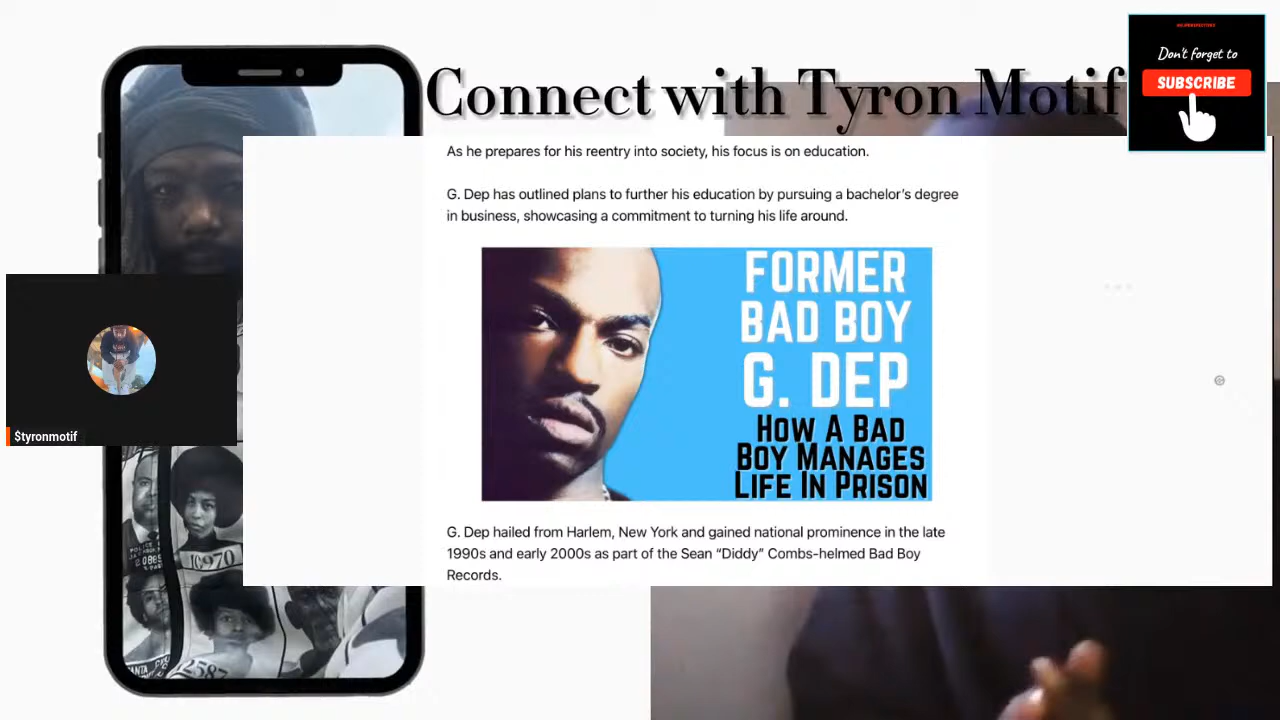 Connect with Tyron Motif
Don't forget to
SUBSCRIBE
As he prepares for his reentry into society, his focus is on education.
G. Dep has outlined plans to further his education by pursuing a bachelor's degree
in business, showcasing a commitment to turning his life around.
FORMER
BAD BOY
G. DEP
HOW A BAD
BOY MANAGES
LIFE IN PRISON
$tyronmotif
G. Dep hailed from Harlem, New York and gained national prominence in the late
1990s and early 2000s as part of the Sean “Diddy” Combs-helmed Bad Boy
Records.
2587